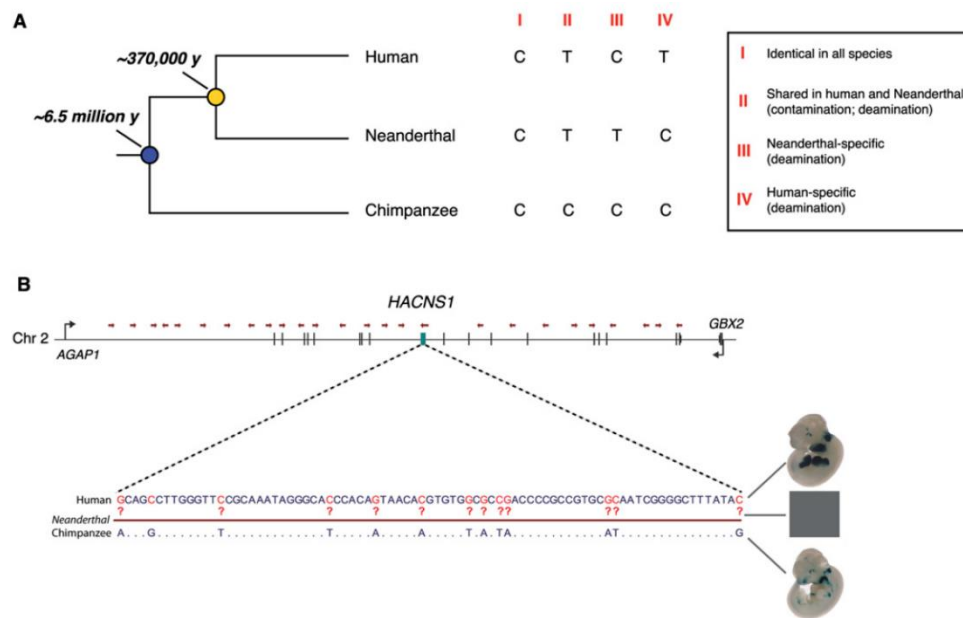 A
I II III IV
~370,000 y
Human C T C T
~6.5 million y
Neanderthal C T T C
Chimpanzee C C C C
I Identical in all species
II Shared in human and Neanderthal
(contamination; deamination)
III Neanderthal-specific
(deamination)
IV Human-specific
(deamination)
B
HACNS1
GBX2
Chr 2
AGAP1
Human GCAGCCTTGGGTTCCGCAAATAGGGCACCCACAGTAACACGTGTGGCGCCGACCCCGCCGTGCGCAATCGGGGCTTTATAC
? ? ? ? ? ? ? ?? ?? ?
Neanderthal
Chimpanzee A...G........T.............T.....A.....A.....T.A.TA............AT...............G